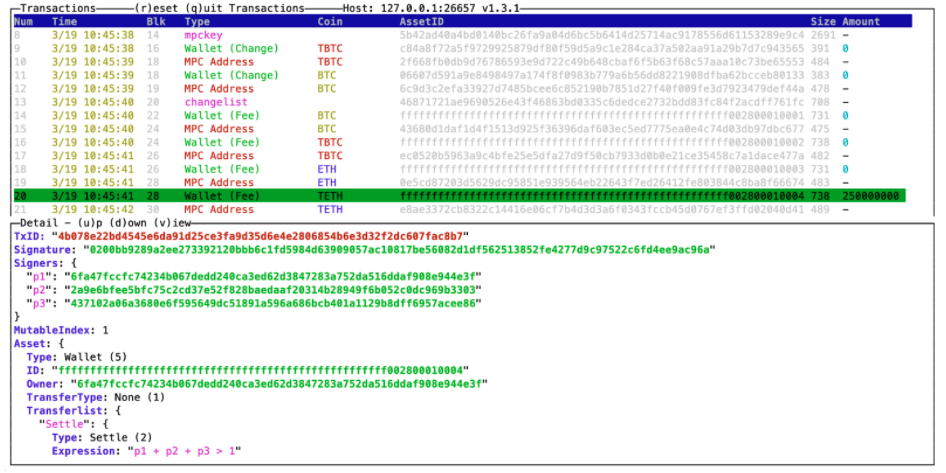 Transactions (r)eset (q)uit Transactions Host: 127.0.0.1:26657 v1.3.1
Num Time Blk Type Coin AssetID Size Amount
8 3/19 10:45:38 14 mpckey 5b42ad40a4bd0140bc26fa9a04d6bc5b6414d25714ac9178556d61153289e9c4 2691 –
9 3/19 10:45:38 16 Wallet (Change) TBTC c84a8f72a5f9729925879df80f59d5a9c1e284ca37a502aa91a29b7d7c943565 391 0
10 3/19 10:45:39 18 MPC Address TBTC 2f668fb0db9d76786593e9d722c49b648cbaf6f5b63f68c57aaa10c73be65553 484 –
11 3/19 10:45:39 18 Wallet (Change) BTC 06607d591a9e8498497a174f8f0983b779a6b56dd8221908dfba62bcceb80133 383 0
12 3/19 10:45:39 19 MPC Address BTC 6c9d3c2efa33927d7485bcee6c852190b7851d27f40f009fe3d7923479def44a 478 –
13 3/19 10:45:40 20 changelist 46871721ae9690526e43f46863bd0335c6dedce2732bdd83fc84f2acdff761fc 708 –
14 3/19 10:45:40 22 Wallet (Fee) BTC ffffffffffffffffffffffffffffffffffffffffffffffffffff002800010001 731 0
15 3/19 10:45:40 24 MPC Address BTC 43680d1daf1d4f1513d925f36396daf603ec5ed7775ea0e4c74d03db97dbc677 475 –
16 3/19 10:45:40 24 Wallet (Fee) TBTC ffffffffffffffffffffffffffffffffffffffffffffffffffff002800010002 738 0
17 3/19 10:45:41 26 MPC Address TBTC ec0520b5963a9c4bfe25e5dfa27d9f50cb7933d0b0e21ce35458c7a1dace477a 482 –
18 3/19 10:45:41 26 Wallet (Fee) ETH ffffffffffffffffffffffffffffffffffffffffffffffffffff002800010003 731 0
19 3/19 10:45:41 28 MPC Address ETH 0e5cd87203d5629dc95851e939564eb22643f7ed26412fe803844c8ba8f66674 483 –
20 3/19 10:45:41 28 Wallet (Fee) TETH ffffffffffffffffffffffffffffffffffffffffffffffffffff002800010004 738 250000000
21 3/19 10:45:42 30 MPC Address TETH e8ae3372cb8322c14416e06cf7b4d3d3a6f0343fccb45d0767ef3ffd02040d41 489 –
Detail – (u)p (d)own (v)iew
TxID: "4b078e22bd4545e6da91d25ce3fa9d35d6e4e2806854b6e3d32f2dc607fac8b7"
Signature: "0200bb9289a2ee273392120bbb6c1fd5984d63909057ac10817be56082d1df562513852fe4277d9c97522c6fd4ee9ac96a"
Signers: {
"p1": "6fa47fccfc74234b067dedd240ca3ed62d3847283a752da516ddaf908e944e3f"
"p2": "2a9e6bfee5bfc75c2cd37e52f828baedaaf20314b28949f6b052c0dc969b3303"
"p3": "437102a06a3680e6f595649dc51891a596a686bcb401a1129b8dff6957acee86"
}
MutableIndex: 1
Asset: {
Type: Wallet (5)
ID: "ffffffffffffffffffffffffffffffffffffffffffffffffffff002800010004"
Owner: "6fa47fccfc74234b067dedd240ca3ed62d3847283a752da516ddaf908e944e3f"
TransferType: None (1)
Transferlist: {
"Settle": {
Type: Settle (2)
Expression: "p1 + p2 + p3 > 1"